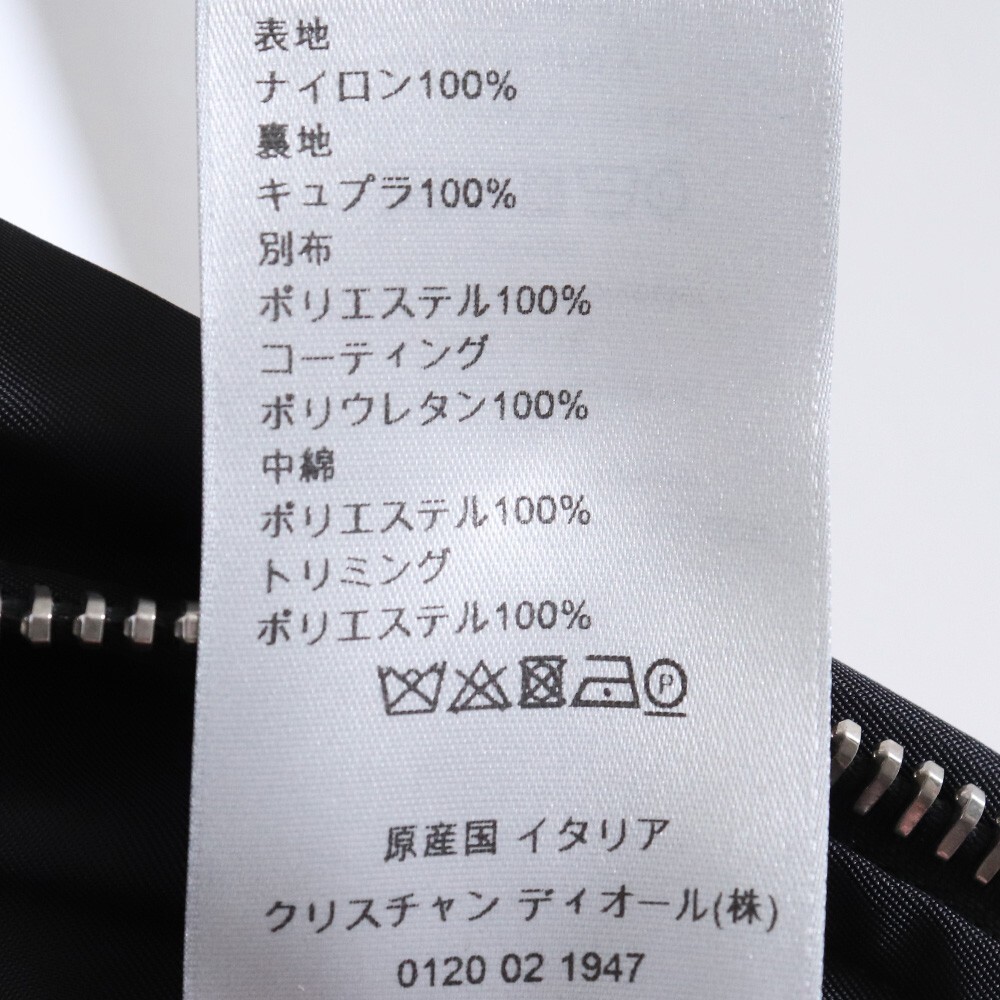 表地
ナイロン100%
裏地
キュプラ100%
別布
ポリエステル100%
コーティング
ポリウレタン100%
中綿
ポリエステル100%
トリミング
ポリエステル100%
P
原産国 イタリア
クリスチャン ディオール(株)
0120 02 1947